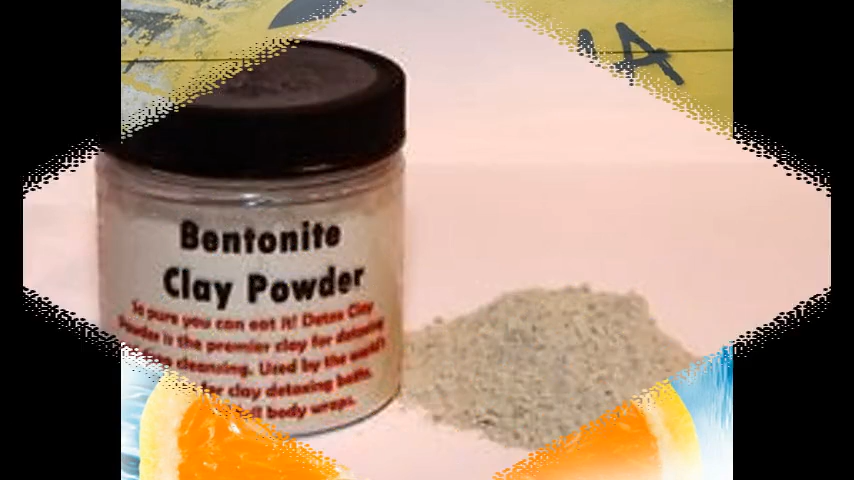 A
Bentonite
Clay Powder
So pure you can eat it! Detox Clay
Powder is the premier clay for detoxing
cleansing. Used by the world's
for clay detoxing baths,
body wraps.